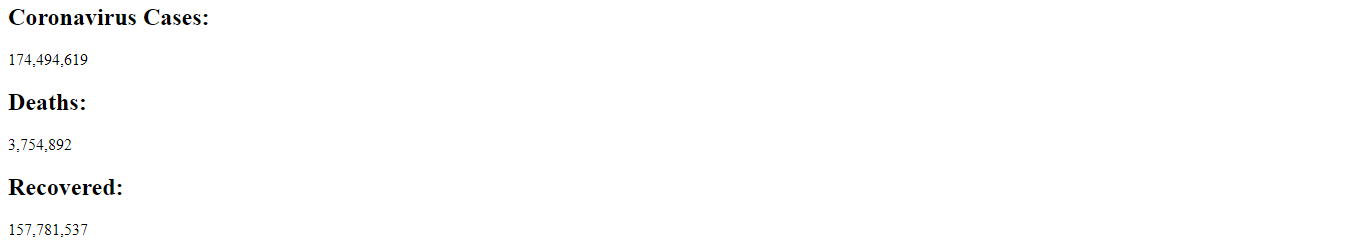 Coronavirus Cases:
174,494,619
Deaths:
3,754,892
Recovered:
157,781,537